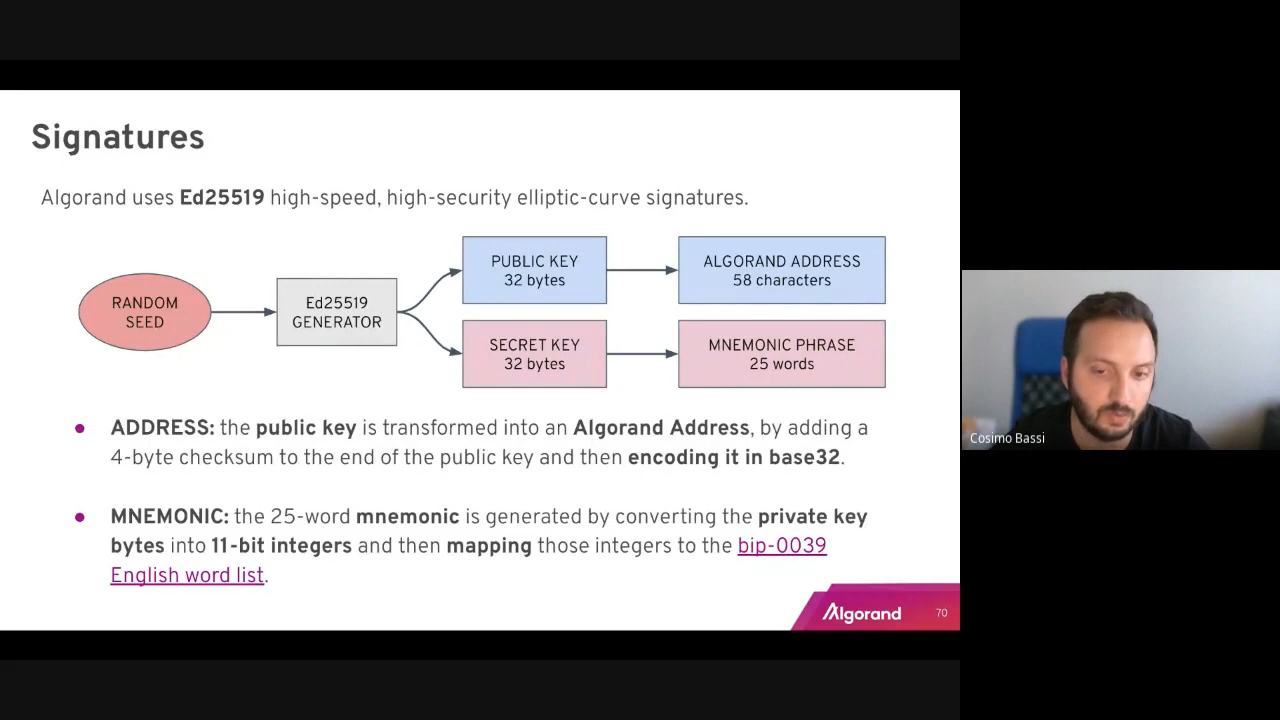 Signatures
Algorand uses Ed25519 high-speed, high-security elliptic-curve signatures.
RANDOM
SEED
Ed25519
GENERATOR
PUBLIC KEY
32 bytes
ALGORAND ADDRESS
58 characters
SECRET KEY
32 bytes
MNEMONIC PHRASE
25 words
● ADDRESS: the public key is transformed into an Algorand Address, by adding a
4-byte checksum to the end of the public key and then encoding it in base32.
● MNEMONIC: the 25-word mnemonic is generated by converting the private key
bytes into 11-bit integers and then mapping those integers to the bip-0039
English word list.
Algorand
70
Cosimo Bassi